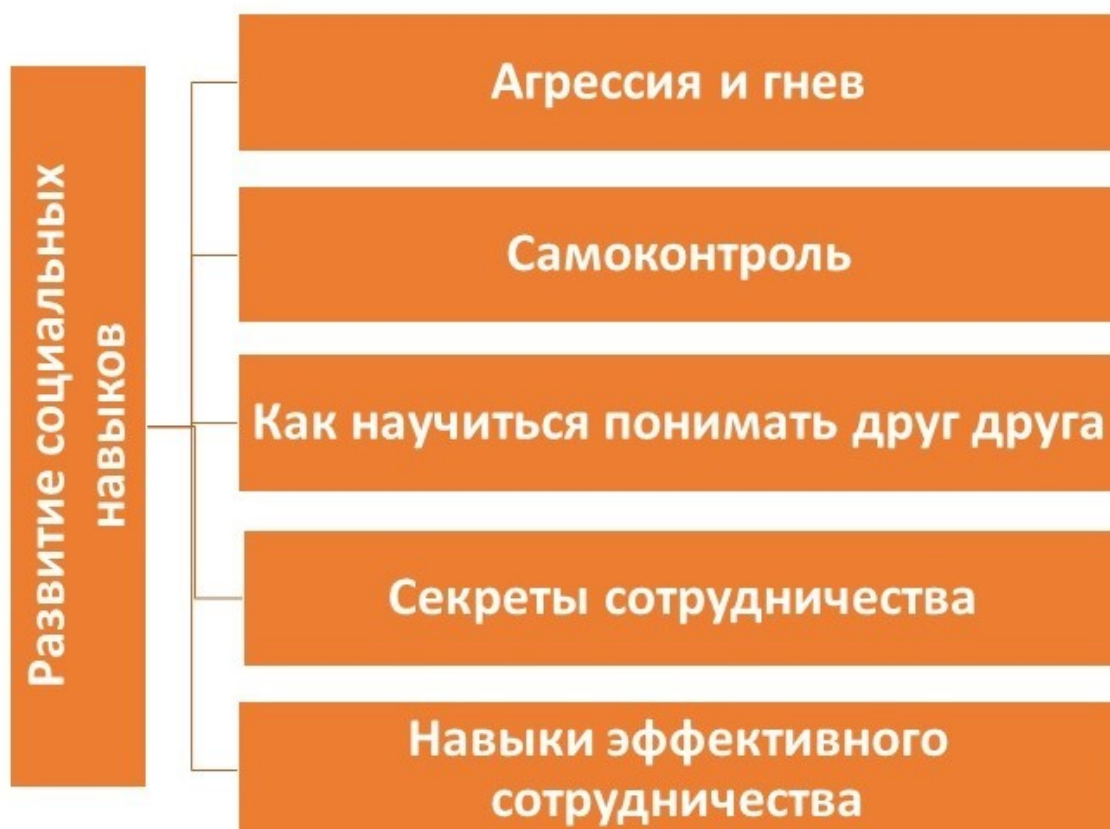 Развитие социальных
навыков
Агрессия и гнев
Самоконтроль
Как научиться понимать друг друга
Секреты сотрудничества
Навыки эффективного
сотрудничества